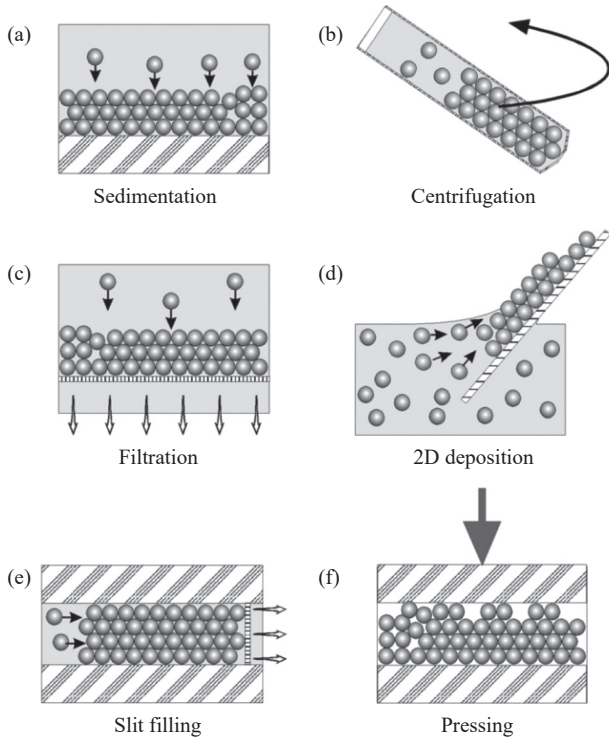 (a)
Sedimentation
(b)
Centrifugation
(c)
Filtration
(d)
2D deposition
(e)
Slit filling
(f)
Pressing